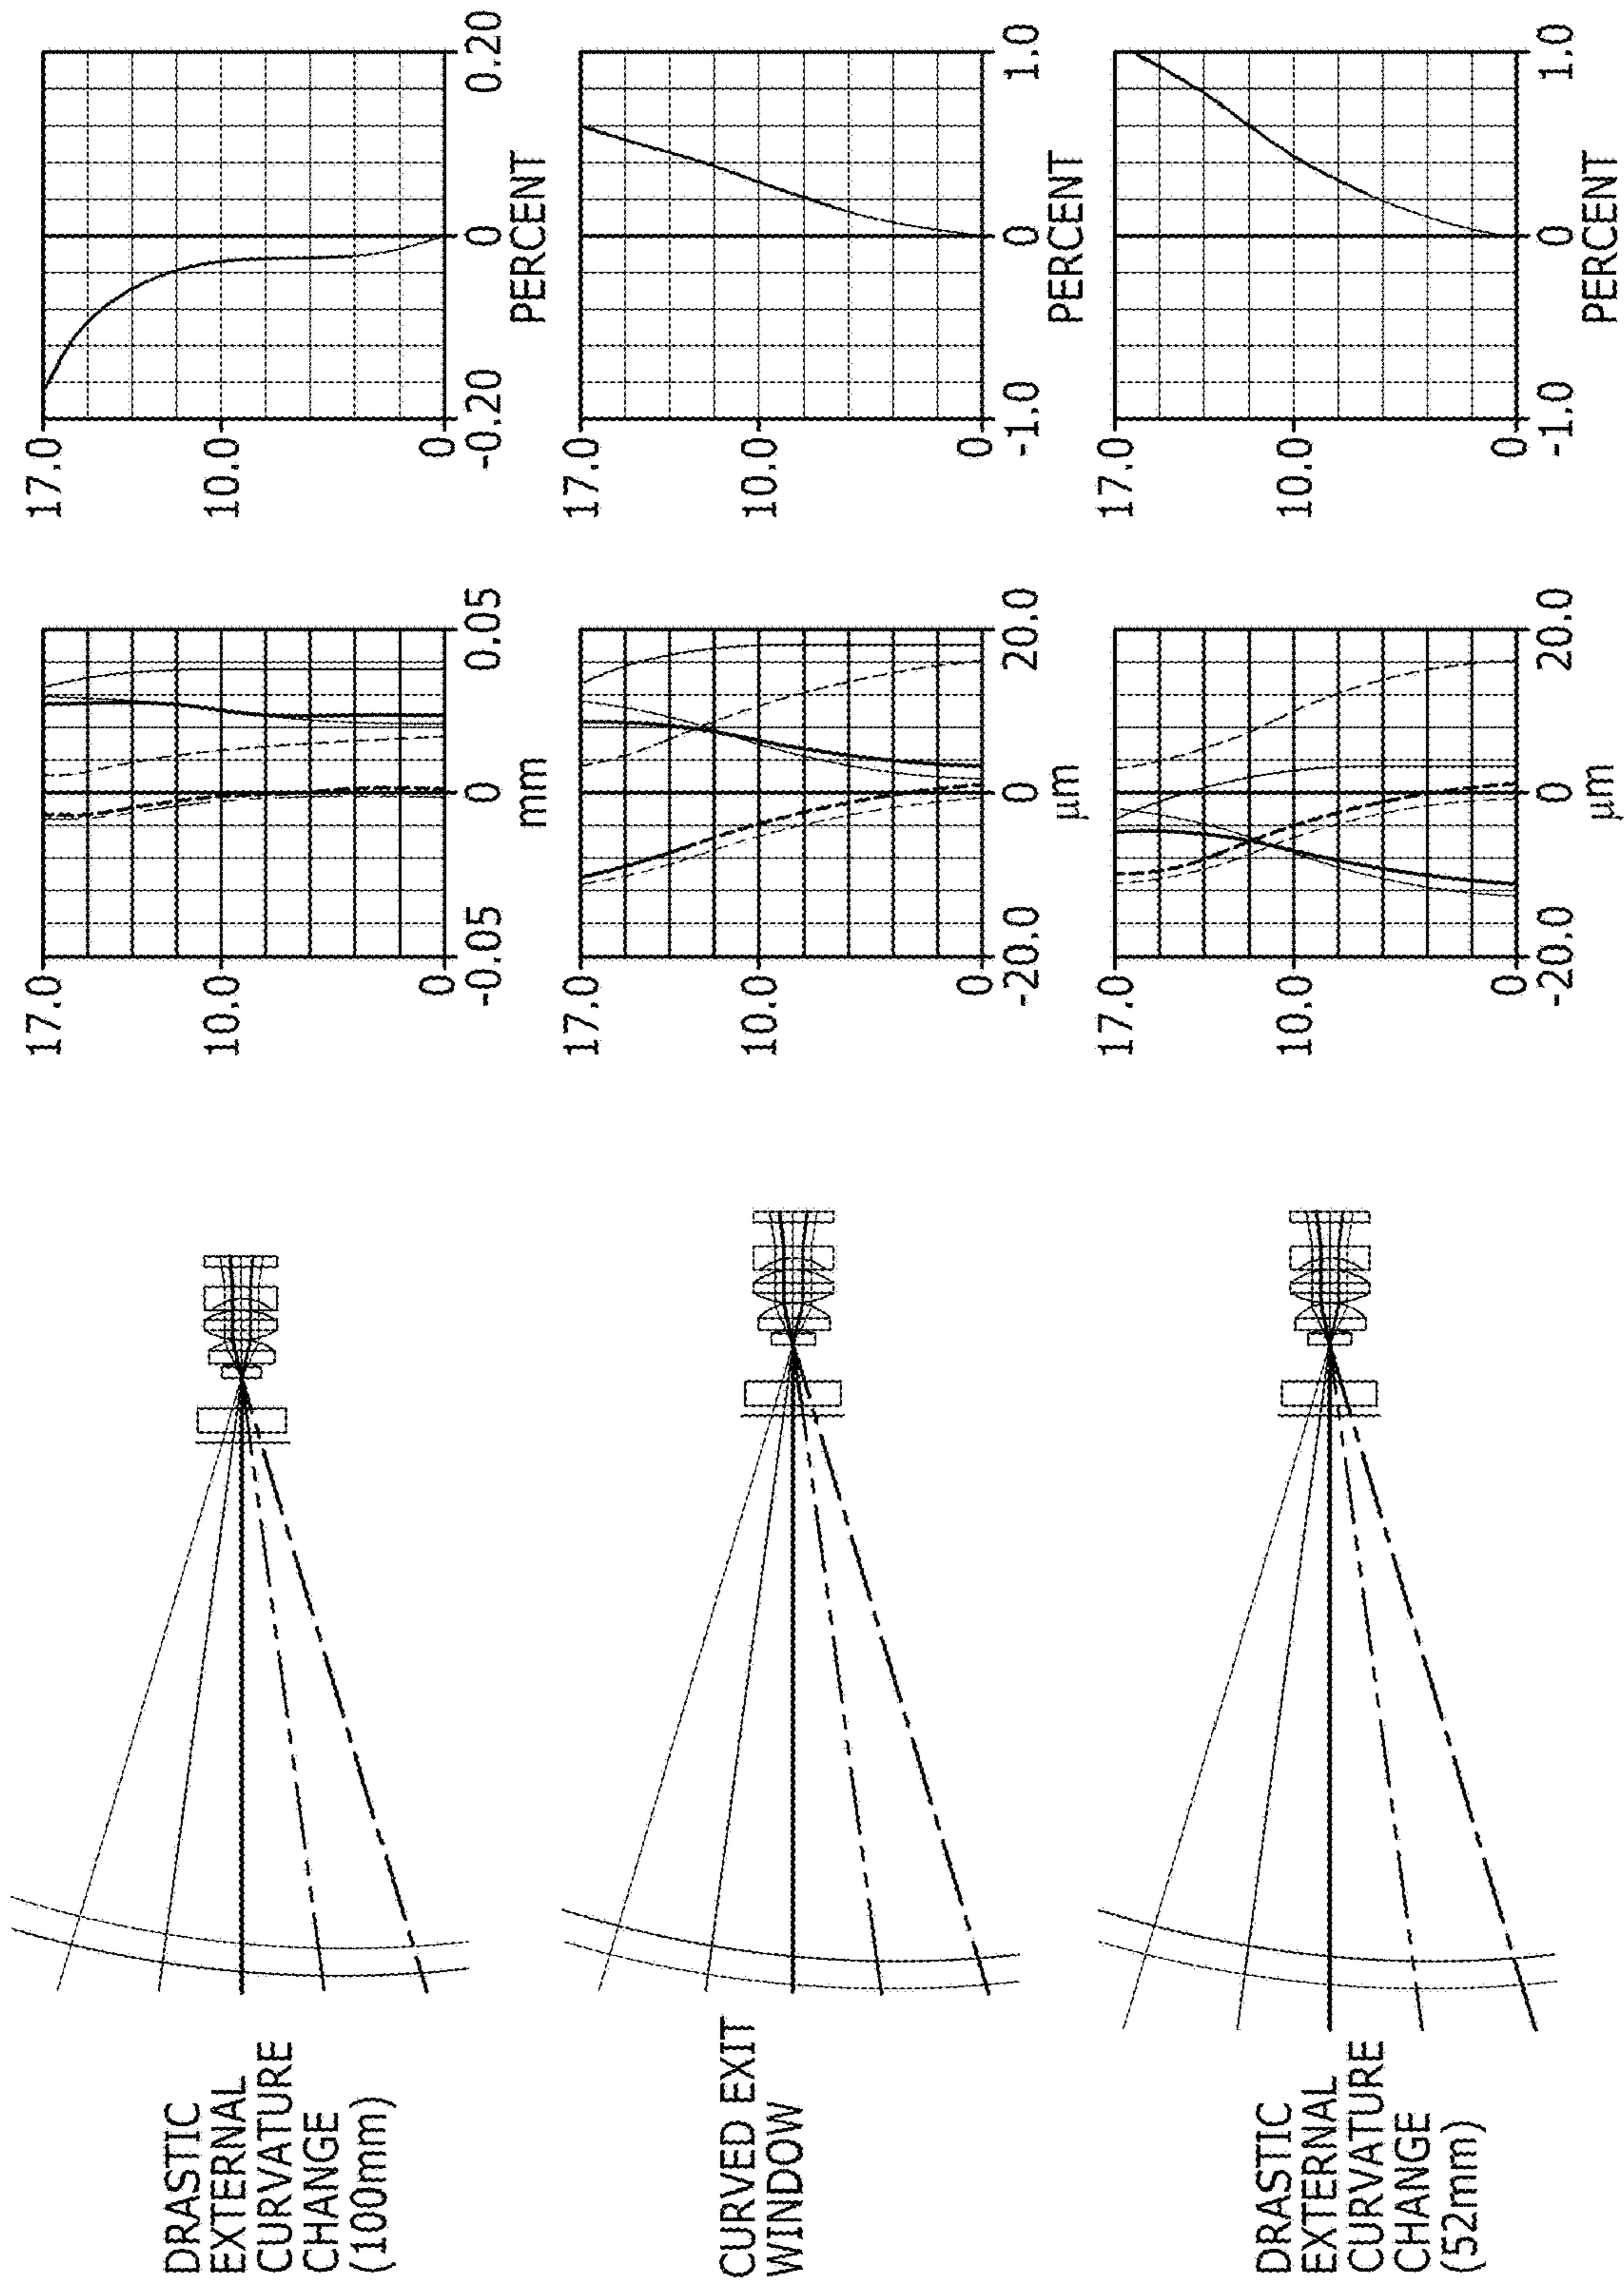 DRASTIC
EXTERNAL
CURVATURE
CHANGE
(100mm)
17.0
10.0
0
-0.05
0
0.05
mm
17.0
10.0
0
-0.20
0
0.20
PERCENT
CURVED EXIT
WINDOW
17.0
10.0
0
-20.0
0
20.0
µm
17.0
10.0
0
-1.0
0
1.0
PERCENT
DRASTIC
EXTERNAL
CURVATURE
CHANGE
(52mm)
17.0
10.0
0
-20.0
0
20.0
µm
17.0
10.0
0
-1.0
0
1.0
PERCENT